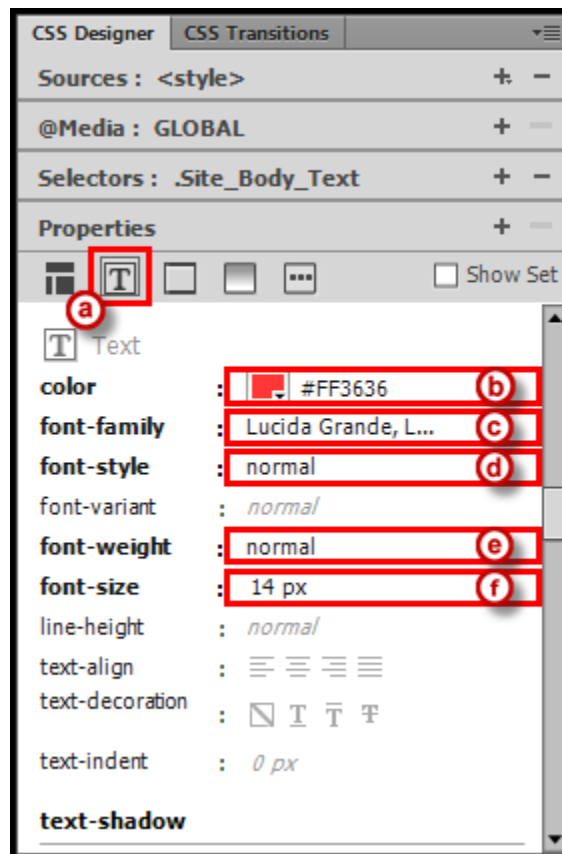 CSS Designer CSS Transitions
Sources : <style>
@Media : GLOBAL
Selectors : .Site_Body_Text
Properties
T Show Set
a
T Text
color : #FF3636 b
font-family : Lucida Grande, L... c
font-style : normal d
font-variant : normal
font-weight : normal e
font-size : 14 px f
line-height : normal
text-align :
text-decoration : T T T
text-indent : 0 px
text-shadow